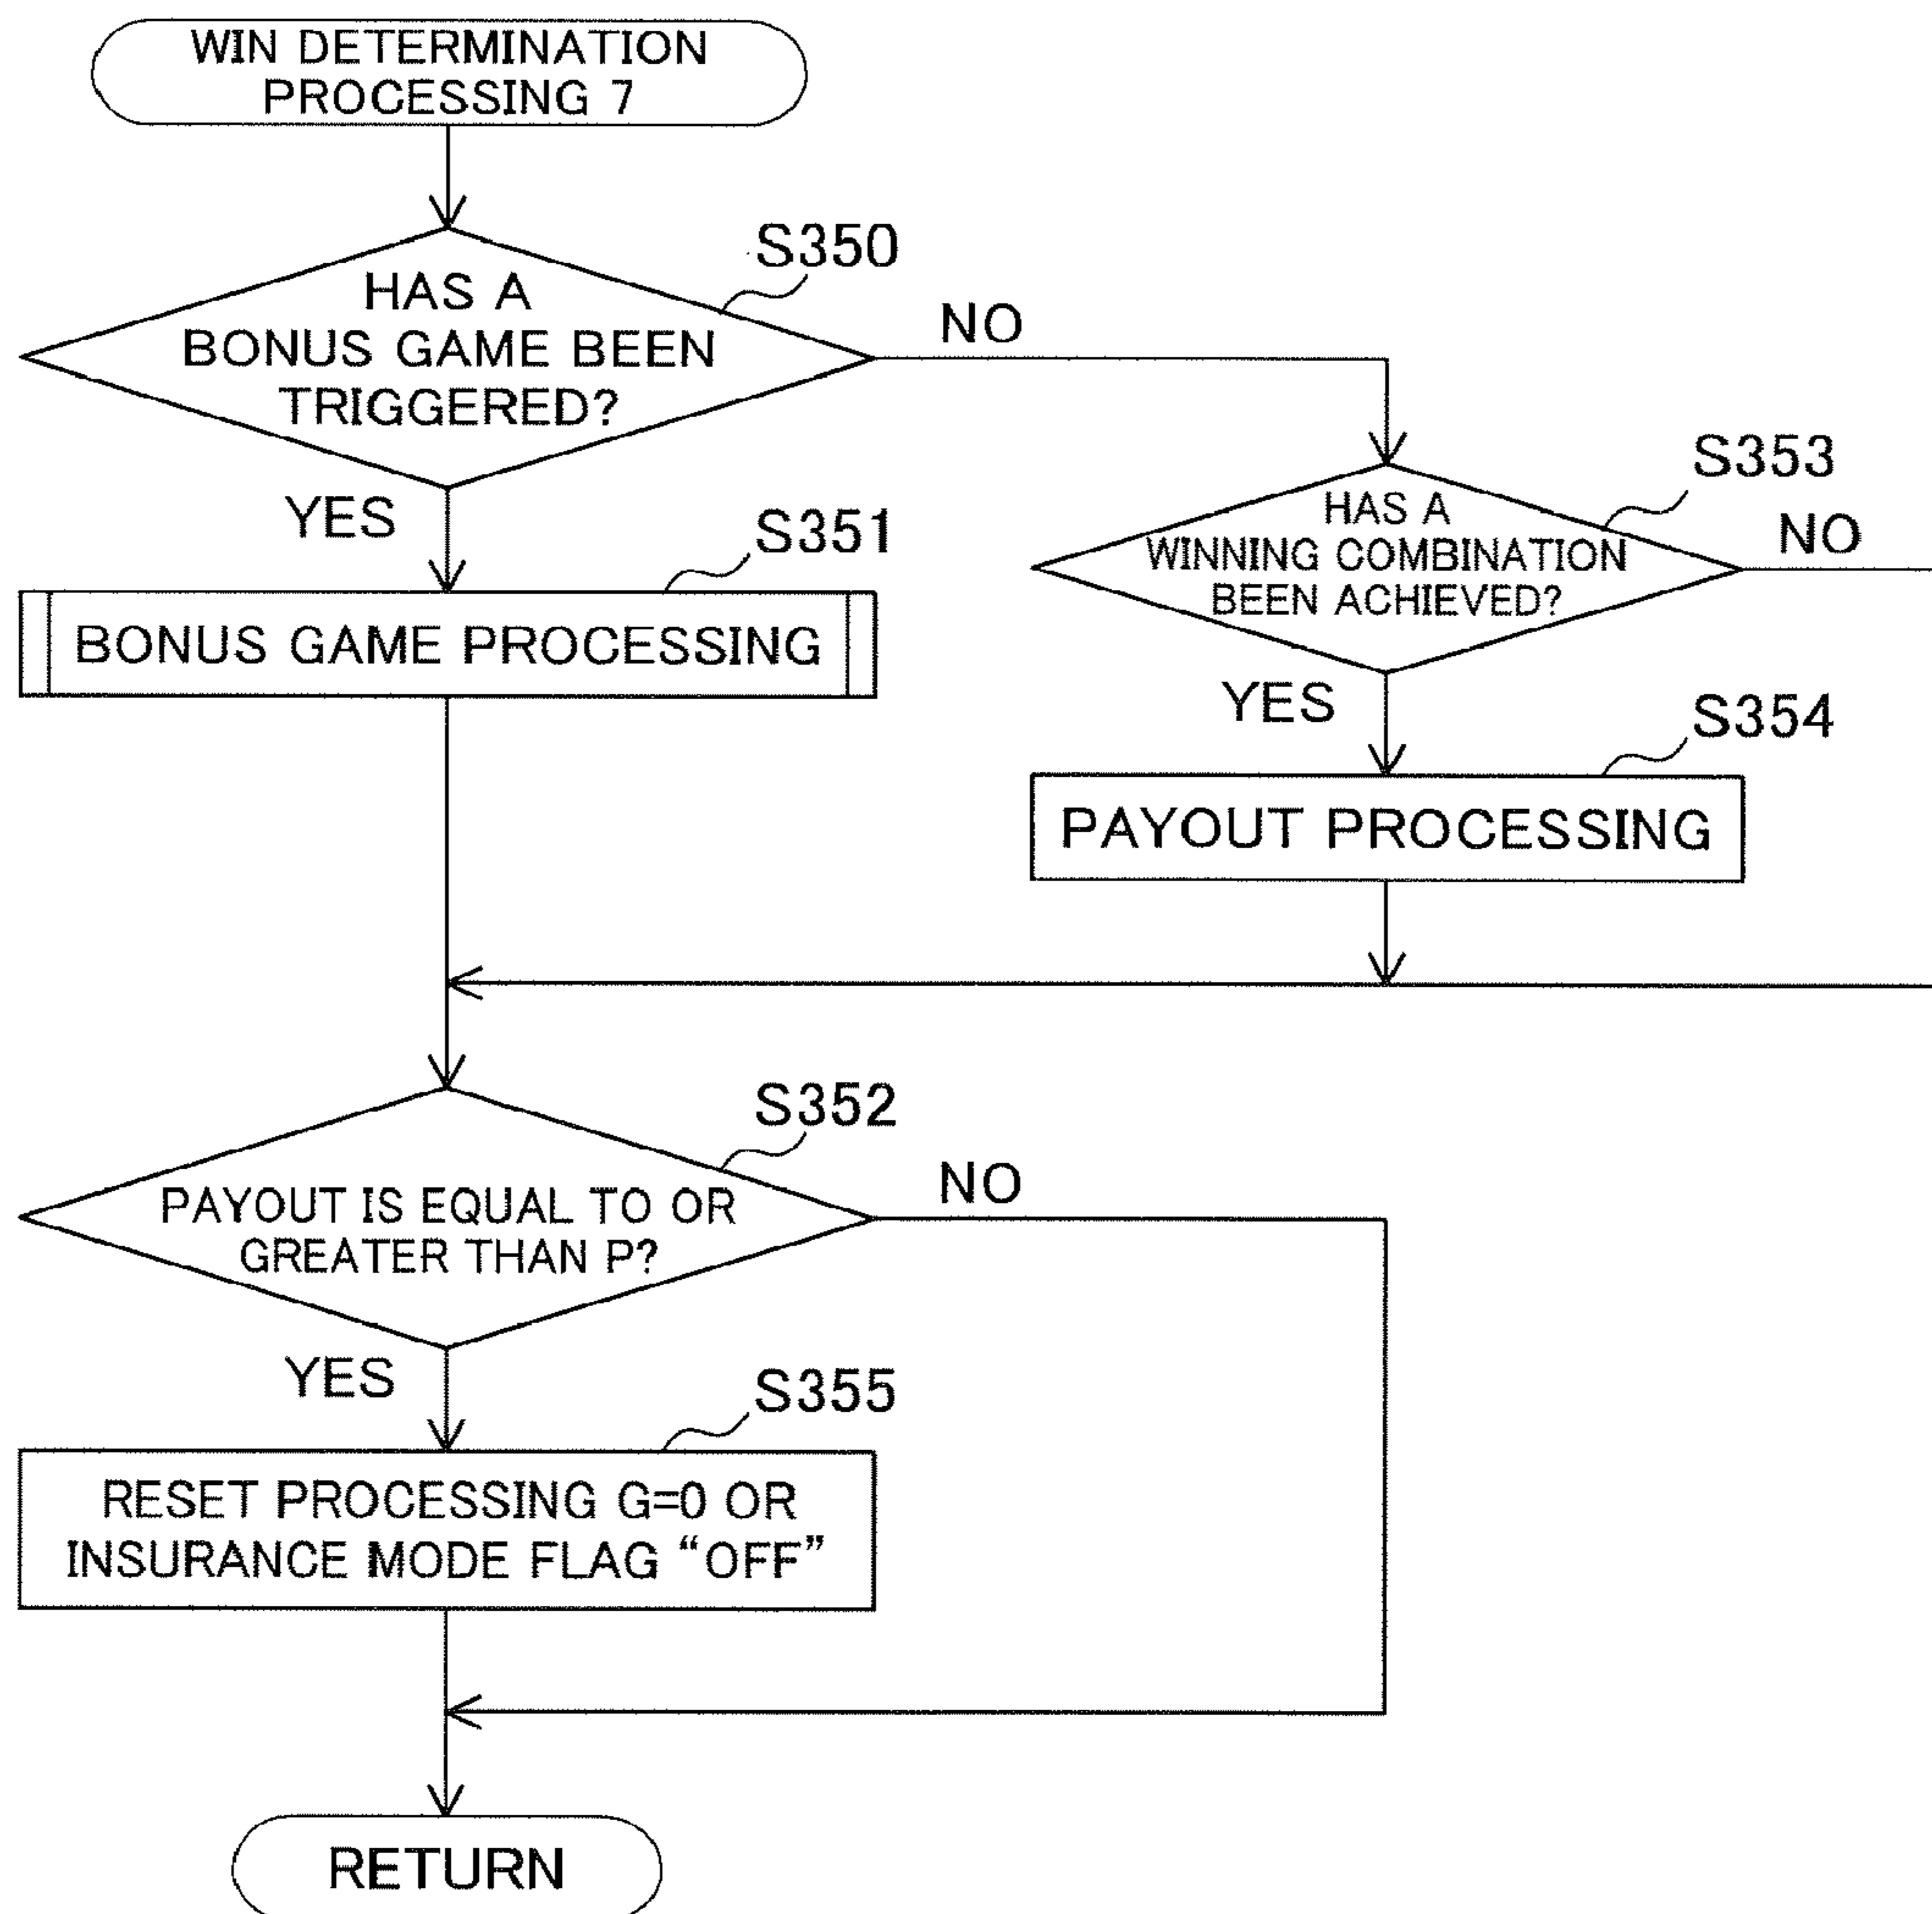 WIN DETERMINATION
PROCESSING 7
S350
HAS A
BONUS GAME BEEN
TRIGGERED?
NO
YES
S353
HAS A
WINNING COMBINATION
BEEN ACHIEVED?
NO
YES
S351
BONUS GAME PROCESSING
S354
PAYOUT PROCESSING
S352
PAYOUT IS EQUAL TO OR
GREATER THAN P?
NO
YES
S355
RESET PROCESSING G=0 OR
INSURANCE MODE FLAG “OFF”
RETURN